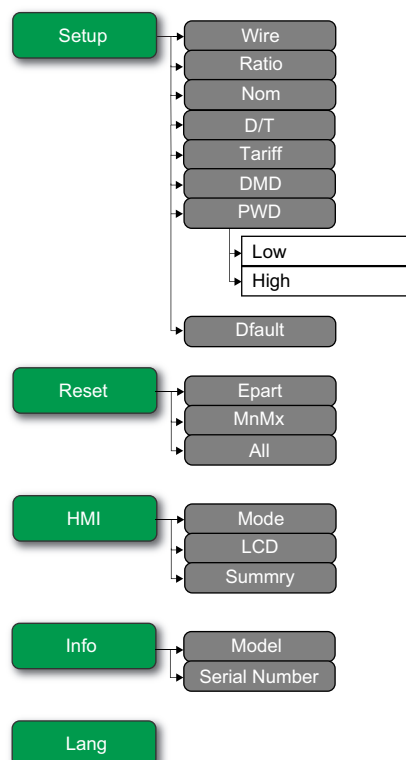 Setup
Wire
Ratio
Nom
D/T
Tariff
DMD
PWD
Low
High
Dfault
Reset
Epart
MnMx
All
HMI
Mode
LCD
Summry
Info
Model
Serial Number
Lang